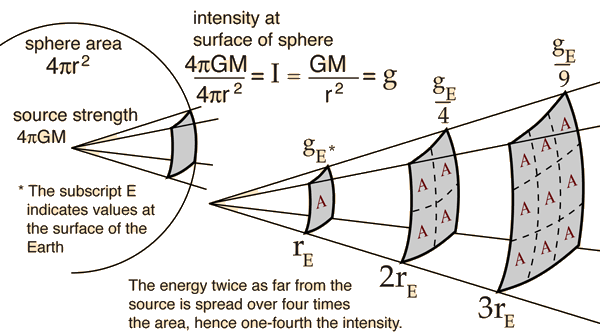 sphere area
4πr²
source strength
4πGM
* The subscript E
indicates values at
the surface of the
Earth
intensity at
surface of sphere
4πGM/4πr² = I = GM/r² = g
g_E*
A
r_E
g_E/4
A A
A A
2r_E
g_E/9
A A A
A A A
A A A
3r_E
The energy twice as far from the
source is spread over four times
the area, hence one-fourth the intensity.